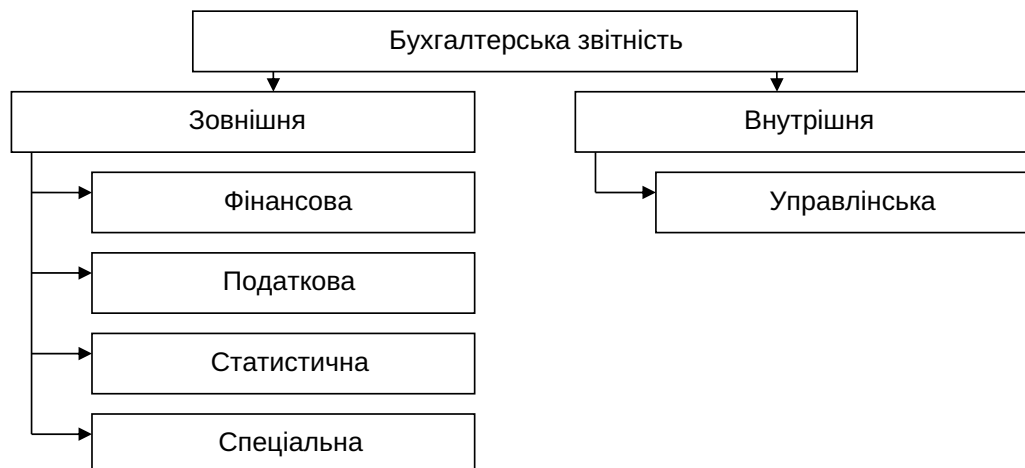 Бухгалтерська звітність
Зовнішня
Внутрішня
Фінансова
Управлінська
Податкова
Статистична
Спеціальна